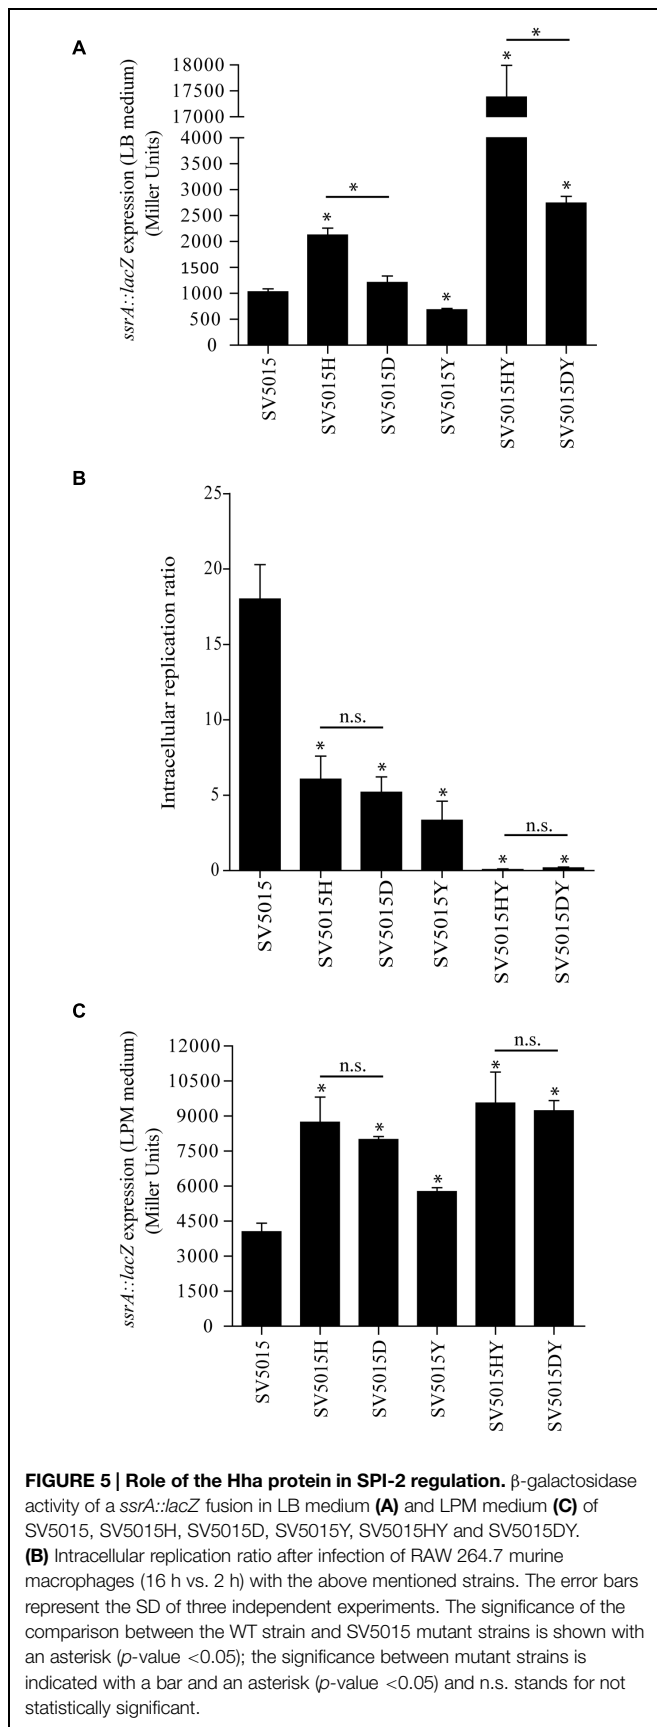 A
ssrA::lacZ expression (LB medium)
(Miller Units)
18000
17500
17000
4000
3500
3000
2500
2000
1500
1000
500
0
*
*
*
*
*
*
SV5015
SV5015H
SV5015D
SV5015Y
SV5015HY
SV5015DY
B
Intracellular replication ratio
25
20
15
10
5
0
n.s.
*
*
*
n.s.
*
*
SV5015
SV5015H
SV5015D
SV5015Y
SV5015HY
SV5015DY
C
ssrA::lacZ expression (LPM medium)
(Miller Units)
12000
10500
9000
7500
6000
4500
3000
1500
0
n.s.
*
*
*
n.s.
*
*
SV5015
SV5015H
SV5015D
SV5015Y
SV5015HY
SV5015DY
FIGURE 5 | Role of the Hha protein in SPI-2 regulation. β-galactosidase
activity of a ssrA::lacZ fusion in LB medium (A) and LPM medium (C) of
SV5015, SV5015H, SV5015D, SV5015Y, SV5015HY and SV5015DY.
(B) Intracellular replication ratio after infection of RAW 264.7 murine
macrophages (16 h vs. 2 h) with the above mentioned strains. The error bars
represent the SD of three independent experiments. The significance of the
comparison between the WT strain and SV5015 mutant strains is shown with
an asterisk (p-value <0.05); the significance between mutant strains is
indicated with a bar and an asterisk (p-value <0.05) and n.s. stands for not
statistically significant.